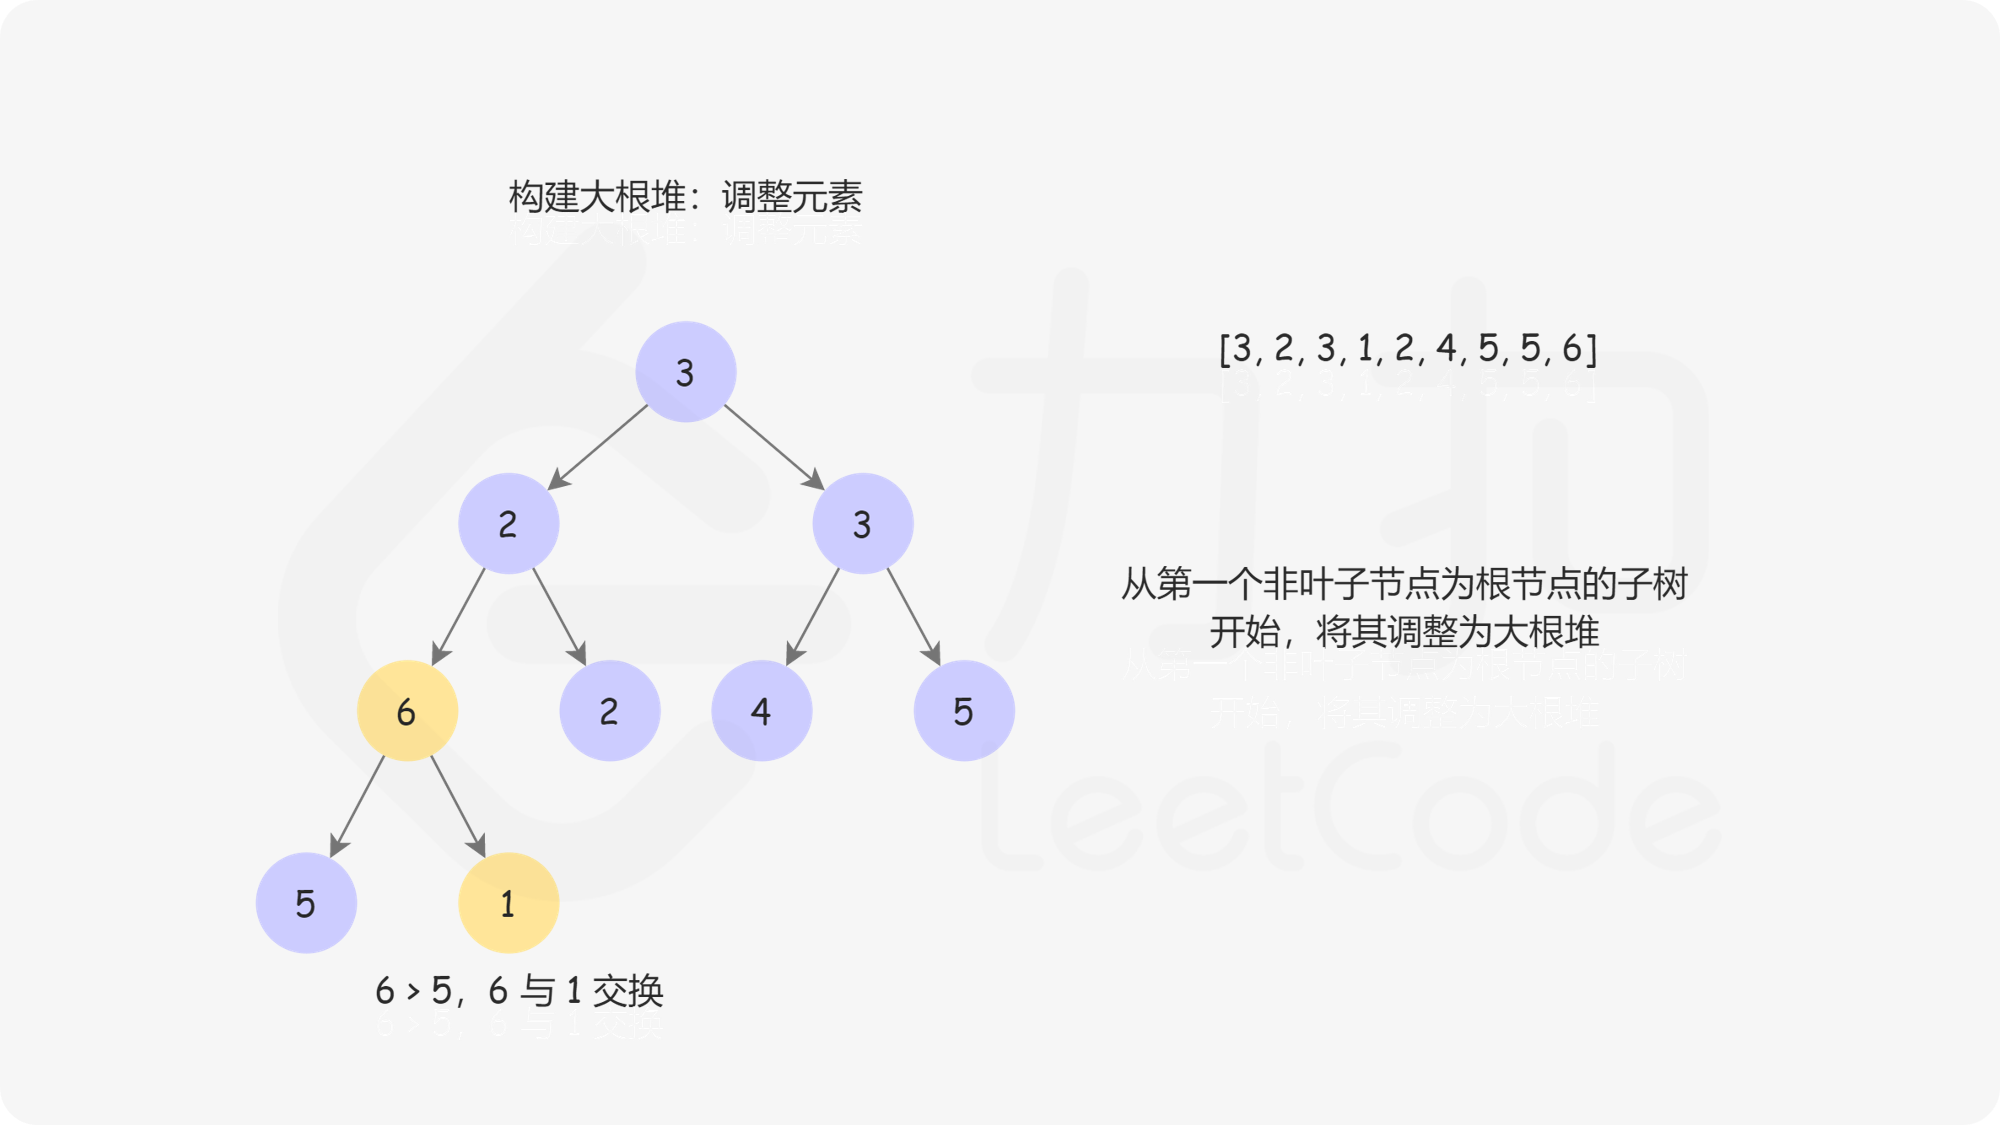 构建大根堆：调整元素
3
[3, 2, 3, 1, 2, 4, 5, 5, 6]
2
3
从第一个非叶子节点为根节点的子树
开始，将其调整为大根堆
6
2
4
5
5
1
6 > 5，6 与 1 交换
力扣
LeetCode